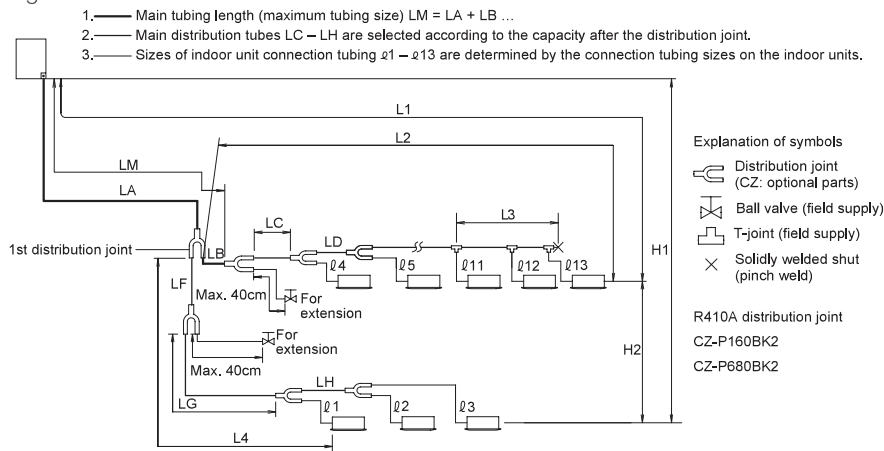 1. Main tubing length (maximum tubing size) LM = LA + LB ...
2. Main distribution tubes LC – LH are selected according to the capacity after the distribution joint.
3. Sizes of indoor unit connection tubing ℓ1 – ℓ13 are determined by the connection tubing sizes on the indoor units.
L1
L2
LM
LA
LC
LD
L3
1st distribution joint
LB
ℓ4
ℓ5
ℓ11
ℓ12
ℓ13
H1
LF
Max. 40cm
For
extension
For
extension
Max. 40cm
H2
LG
LH
ℓ1
ℓ2
ℓ3
L4
Explanation of symbols
Distribution joint
(CZ: optional parts)
Ball valve (field supply)
T-joint (field supply)
Solidly welded shut
(pinch weld)
R410A distribution joint
CZ-P160BK2
CZ-P680BK2